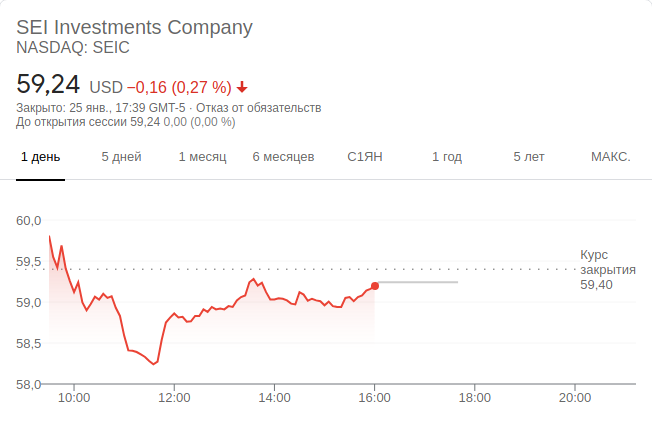 SEI Investments Company
NASDAQ: SEIC
59,24 USD −0,16 (0,27 %)
Закрыто: 25 янв., 17:39 GMT-5 · Отказ от обязательств
До открытия сессии 59,24 0,00 (0,00 %)
1 день 5 дней 1 месяц 6 месяцев С1ЯН 1 год 5 лет МАКС.
60,0
59,5
59,0
58,5
58,0
Курс
закрытия
59,40
10:00 12:00 14:00 16:00 18:00 20:00